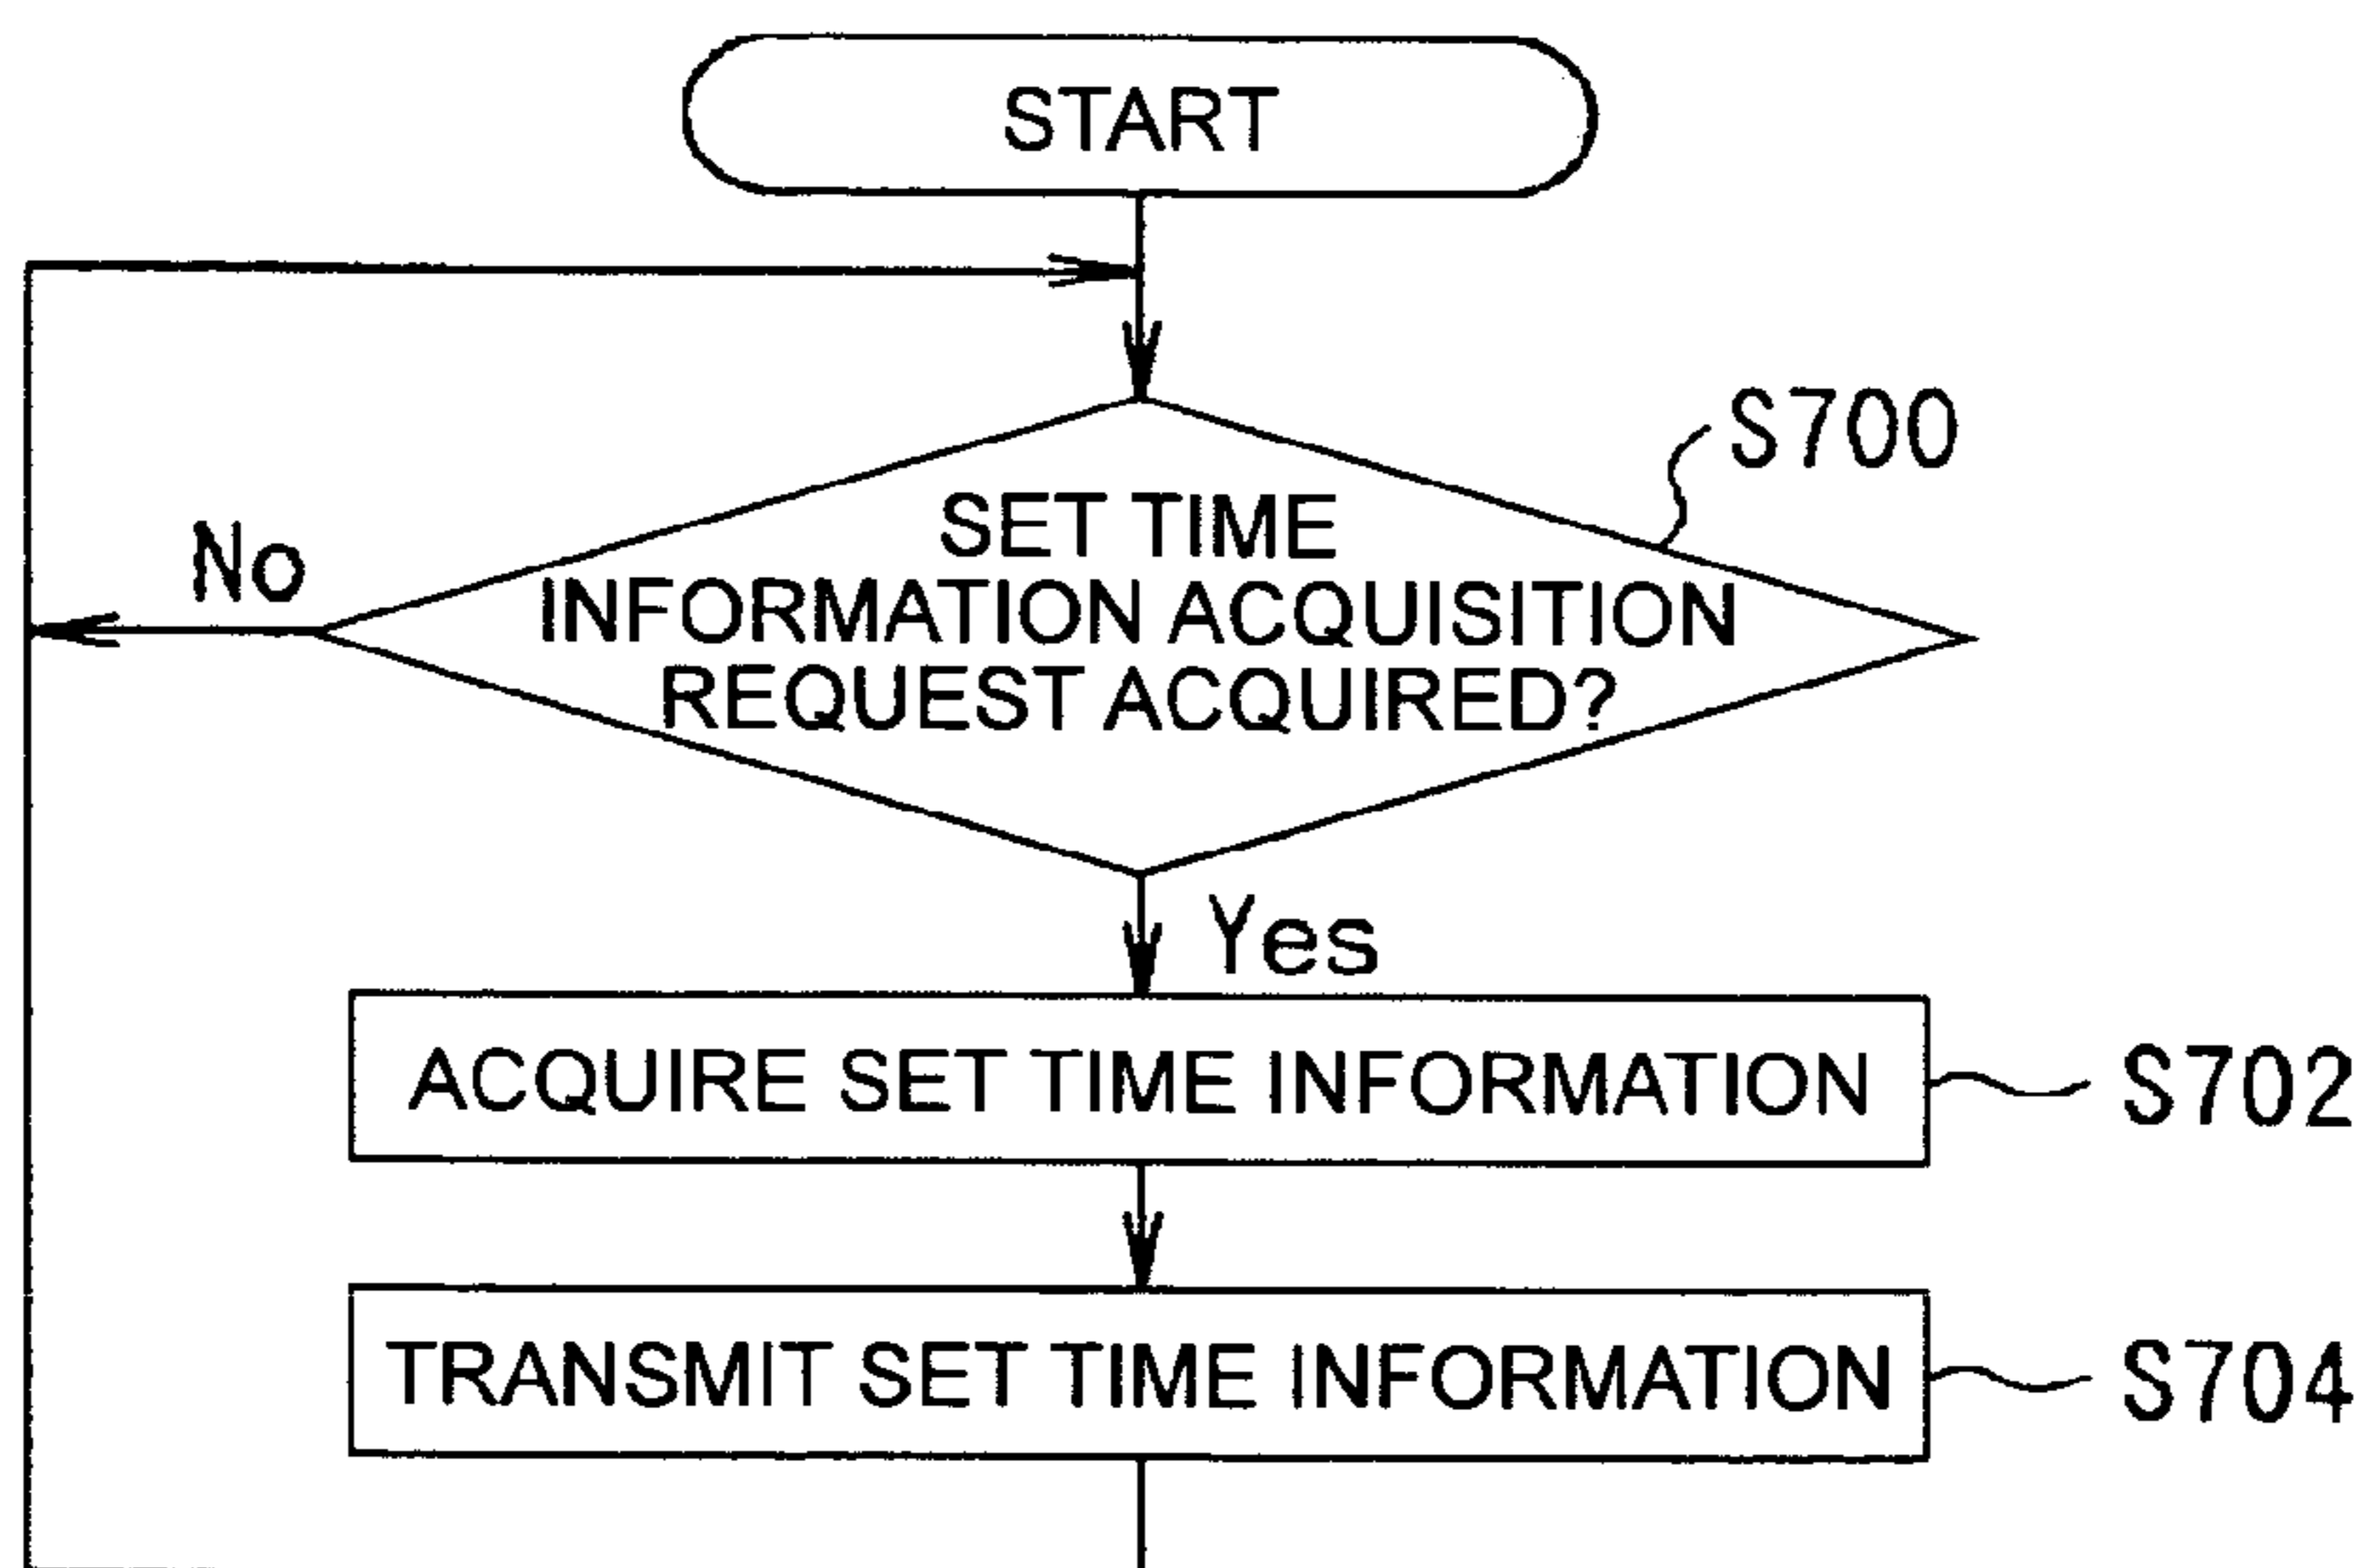 START
S700
SET TIME
No
INFORMATION ACQUISITION
REQUEST ACQUIRED?
Yes
ACQUIRE SET TIME INFORMATION
S702
TRANSMIT SET TIME INFORMATION
S704